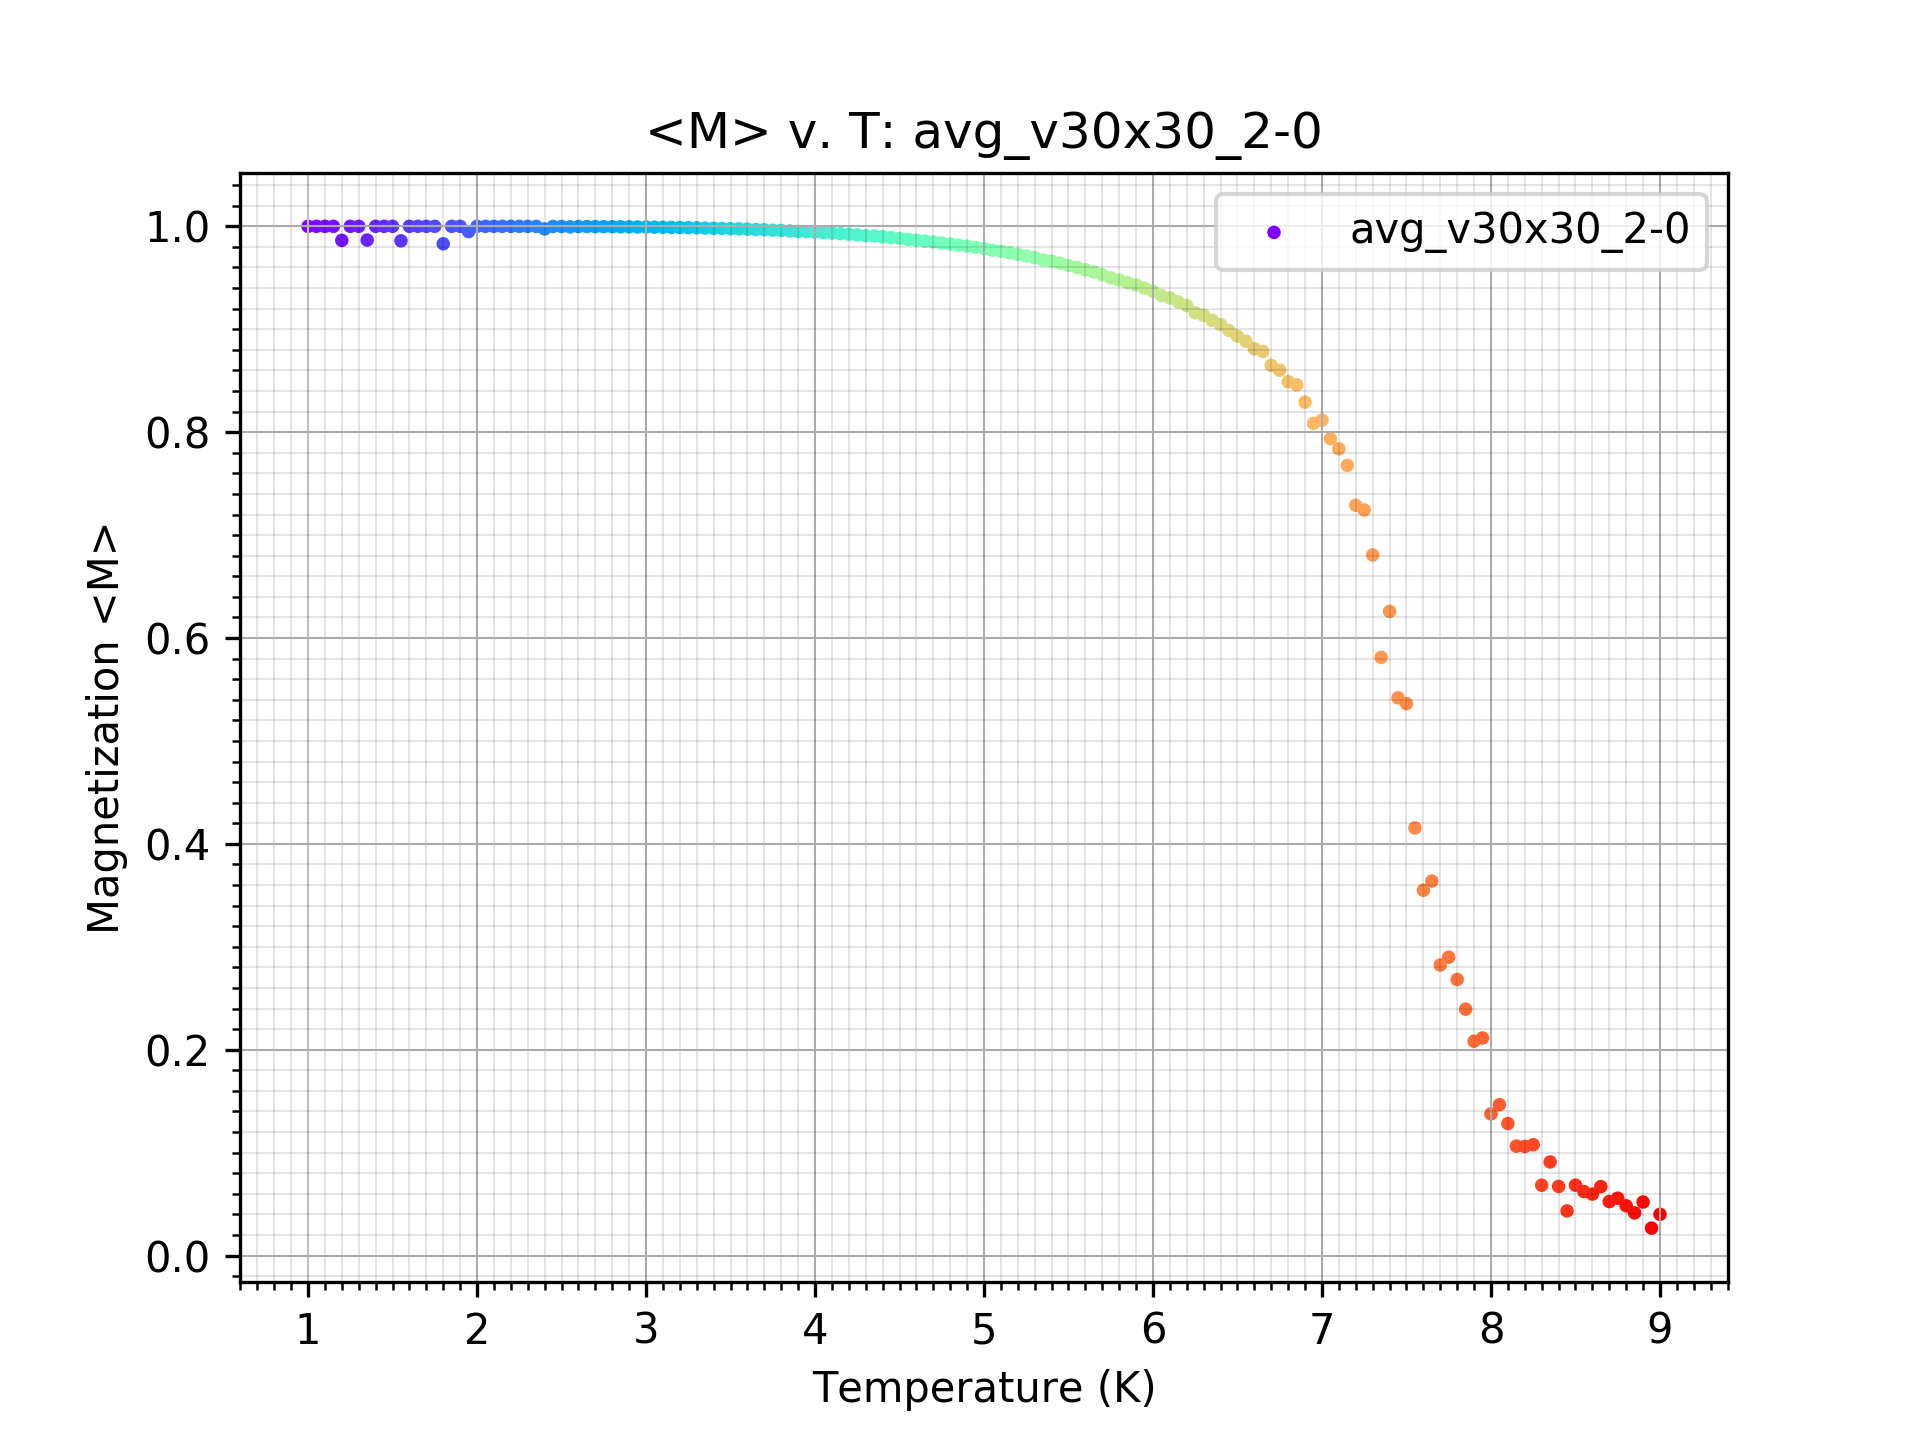 <M> v. T: avg_v30x30_2-0
avg_v30x30_2-0
Magnetization <M>
1.0
0.8
0.6
0.4
0.2
0.0
1 2 3 4 5 6 7 8 9
Temperature (K)